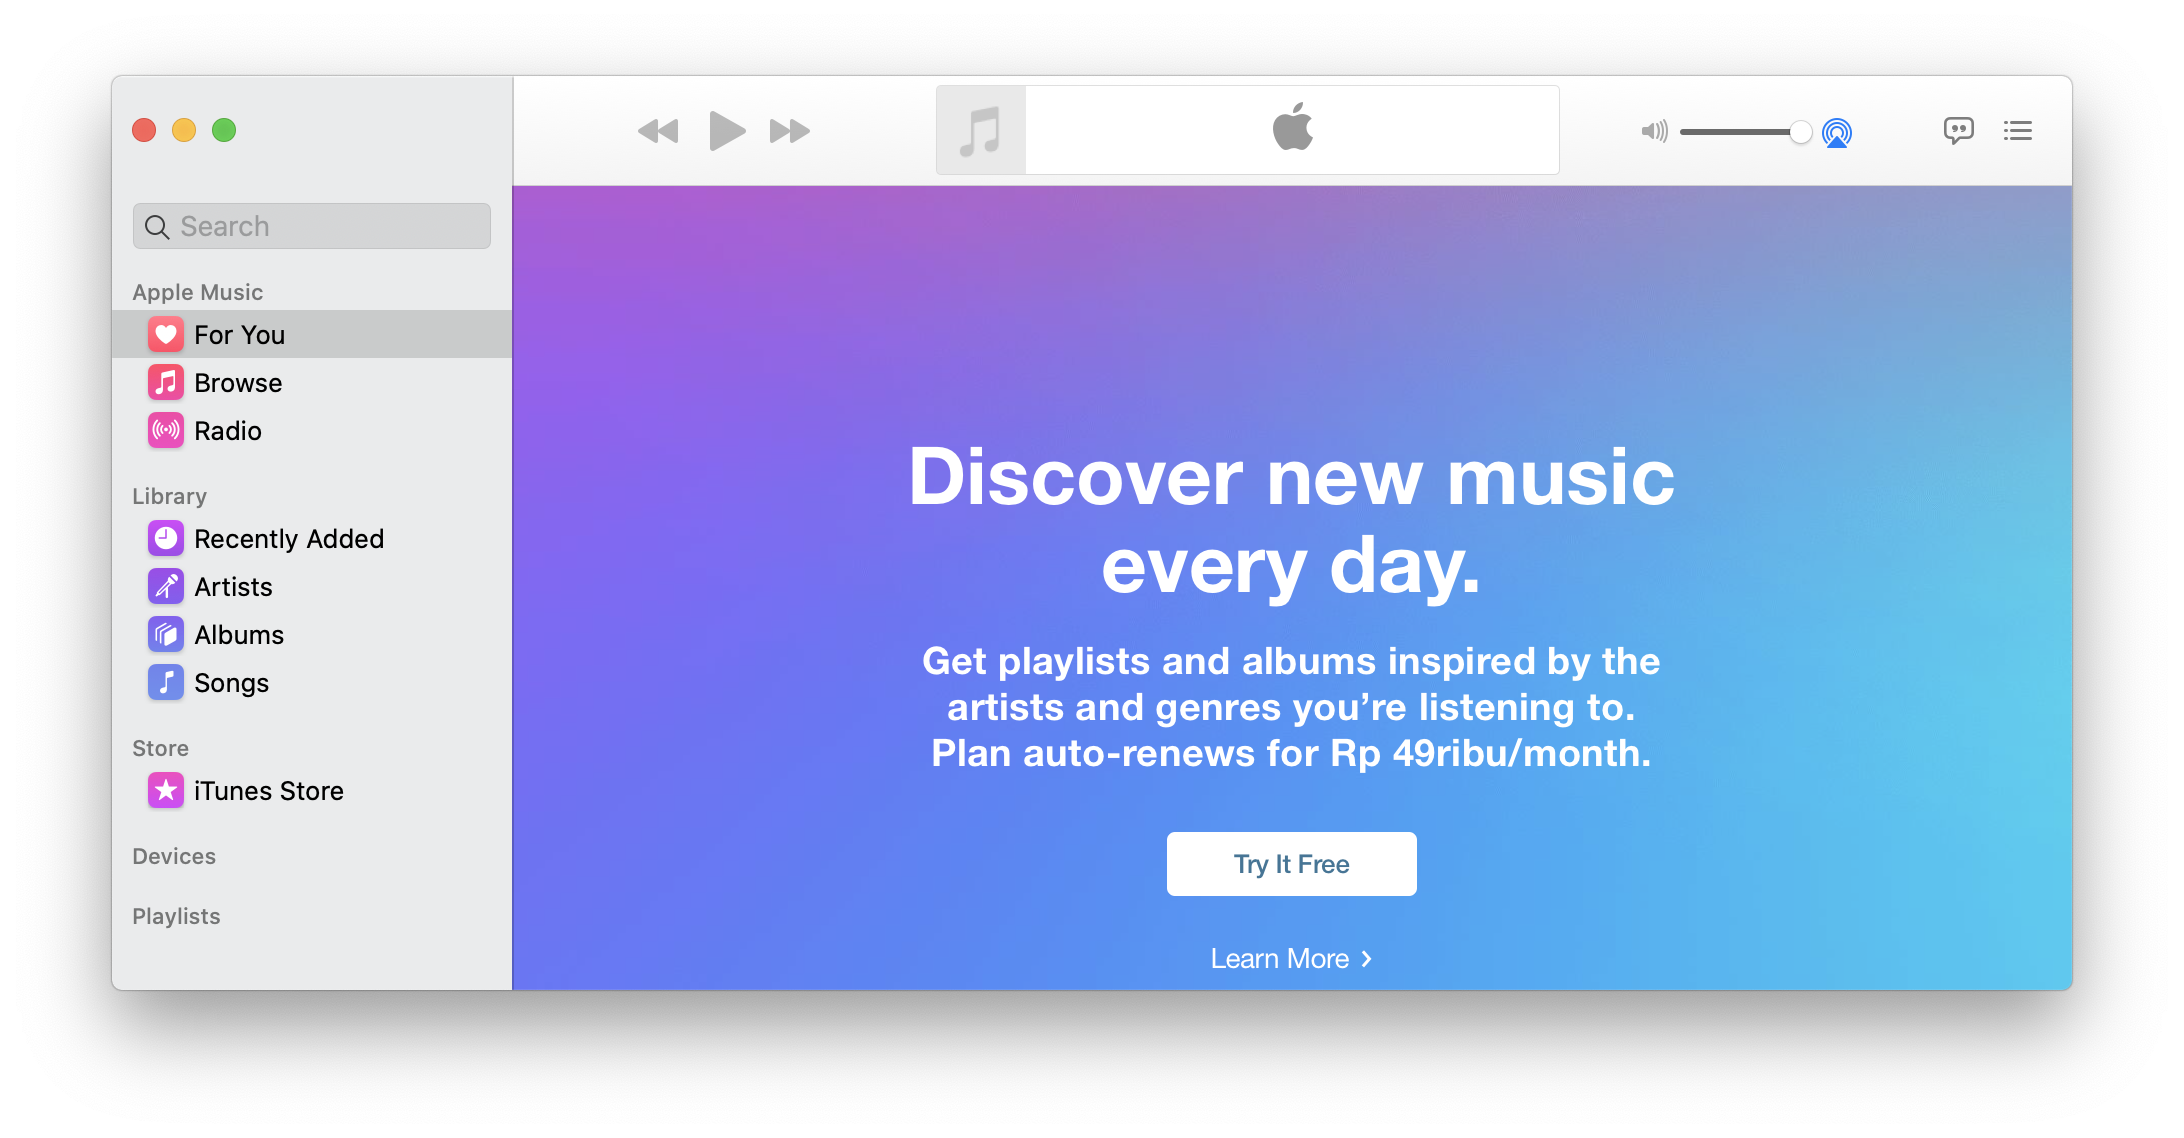 Search
Apple Music
For You
Browse
Radio
Library
Recently Added
Artists
Albums
Songs
Store
iTunes Store
Devices
Playlists
Discover new music
every day.
Get playlists and albums inspired by the
artists and genres you’re listening to.
Plan auto-renews for Rp 49ribu/month.
Try It Free
Learn More